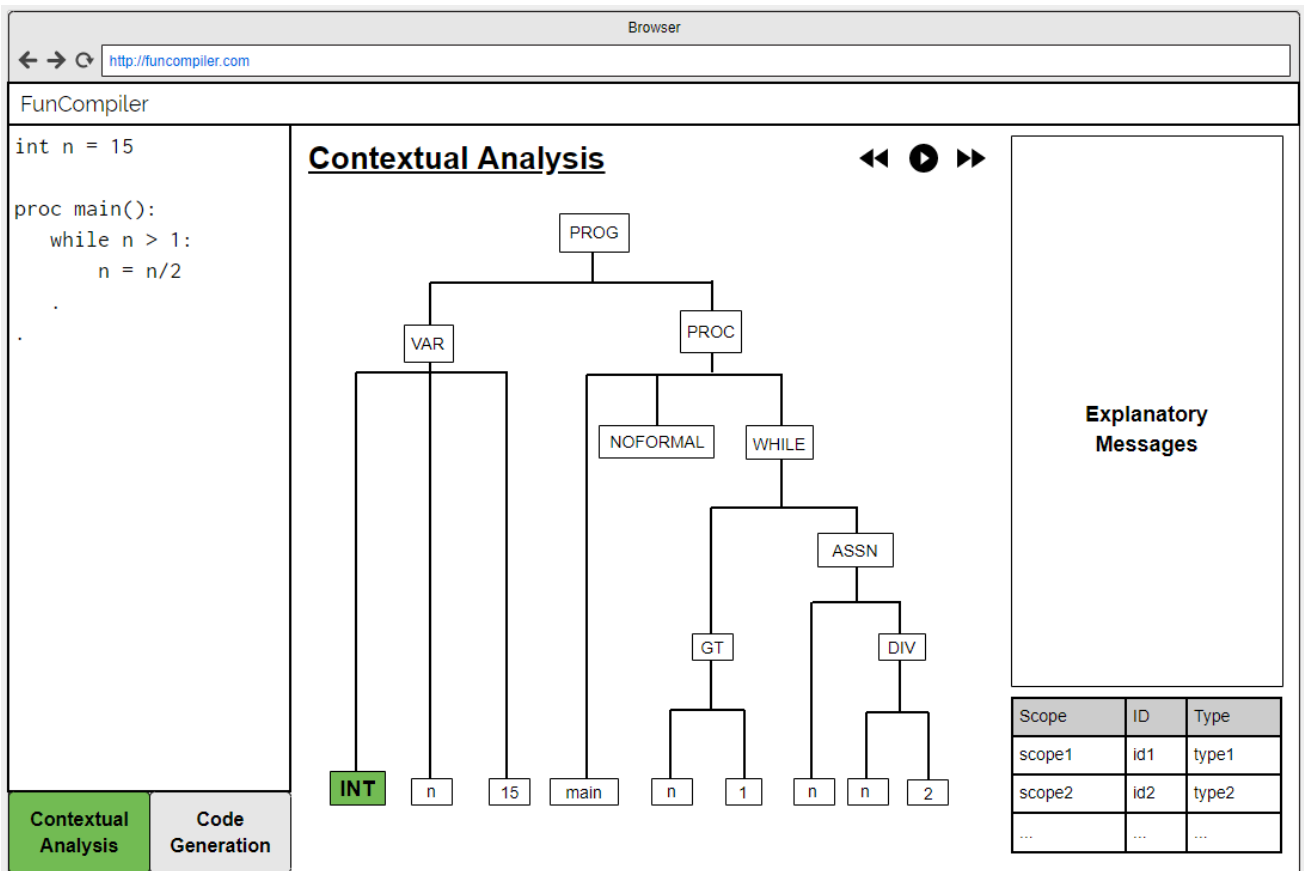 Browser
http://funcompiler.com
FunCompiler
int n = 15
proc main():
   while n > 1:
       n = n/2
   .
.
Contextual
Analysis
Code
Generation
Contextual Analysis
PROG
VAR
PROC
NOFORMAL
WHILE
ASSN
GT
DIV
INT
n
15
main
n
1
n
n
2
Explanatory
Messages
Scope ID Type
scope1 id1 type1
scope2 id2 type2
... ... ...